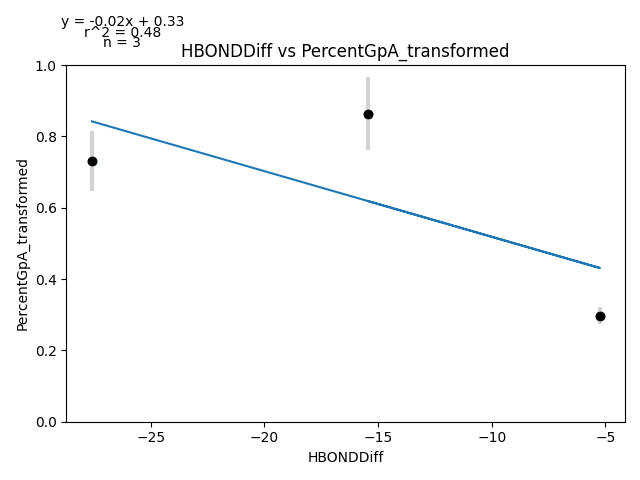 y = -0.02x + 0.33
r^2 = 0.48
n = 3
HBONDDiff vs PercentGpA_transformed
PercentGpA_transformed
1.0
0.8
0.6
0.4
0.2
0.0
−25
−20
−15
−10
−5
HBONDDiff